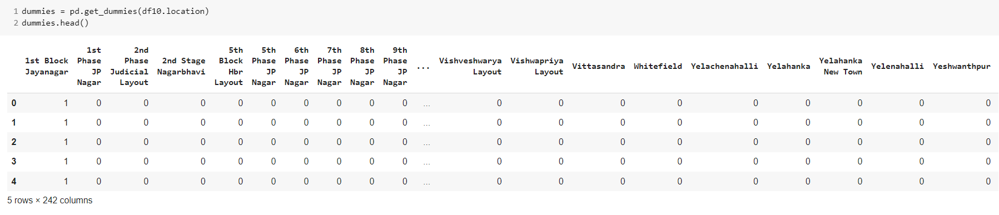 1 dummies = pd.get_dummies(df10.location)
2 dummies.head()
1st 2nd 5th 5th 6th 7th 8th 9th
1st Block Phase Phase 2nd Stage Block Phase Phase Phase Phase Phase ... Vishveshwarya Vishwapriya Vittasandra Whitefield Yelachenahalli Yelahanka Yelahanka Yelenahalli Yeshwanthpur
Jayanagar JP Judicial Nagarbhavi Hbr JP JP JP JP JP Layout Layout New Town
Nagar Layout Layout Nagar Nagar Nagar Nagar Nagar
0 1 0 0 0 0 0 0 0 0 0 ... 0 0 0 0 0 0 0 0 0
1 1 0 0 0 0 0 0 0 0 0 ... 0 0 0 0 0 0 0 0 0
2 1 0 0 0 0 0 0 0 0 0 ... 0 0 0 0 0 0 0 0 0
3 1 0 0 0 0 0 0 0 0 0 ... 0 0 0 0 0 0 0 0 0
4 1 0 0 0 0 0 0 0 0 0 ... 0 0 0 0 0 0 0 0 0
5 rows × 242 columns